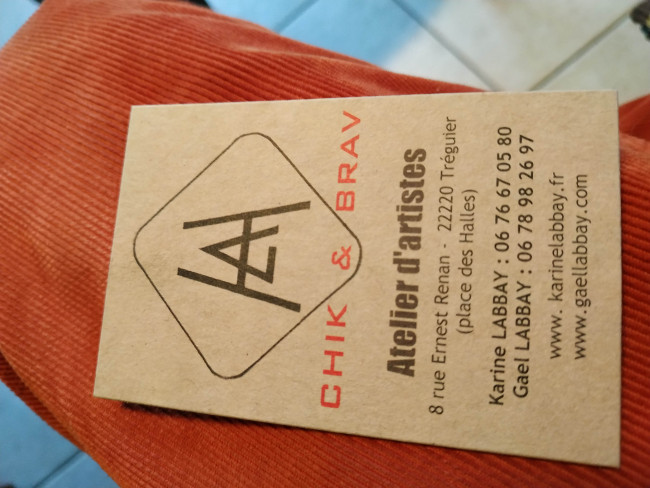 CHIK & BRAV
Atelier d'artistes
8 rue Ernest Renan - 22220 Tréguier
(place des Halles)
Karine LABBAY : 06 76 67 05 80
Gael LABBAY : 06 78 98 26 97
www. karinelabbay.fr
www.gaellabbay.com